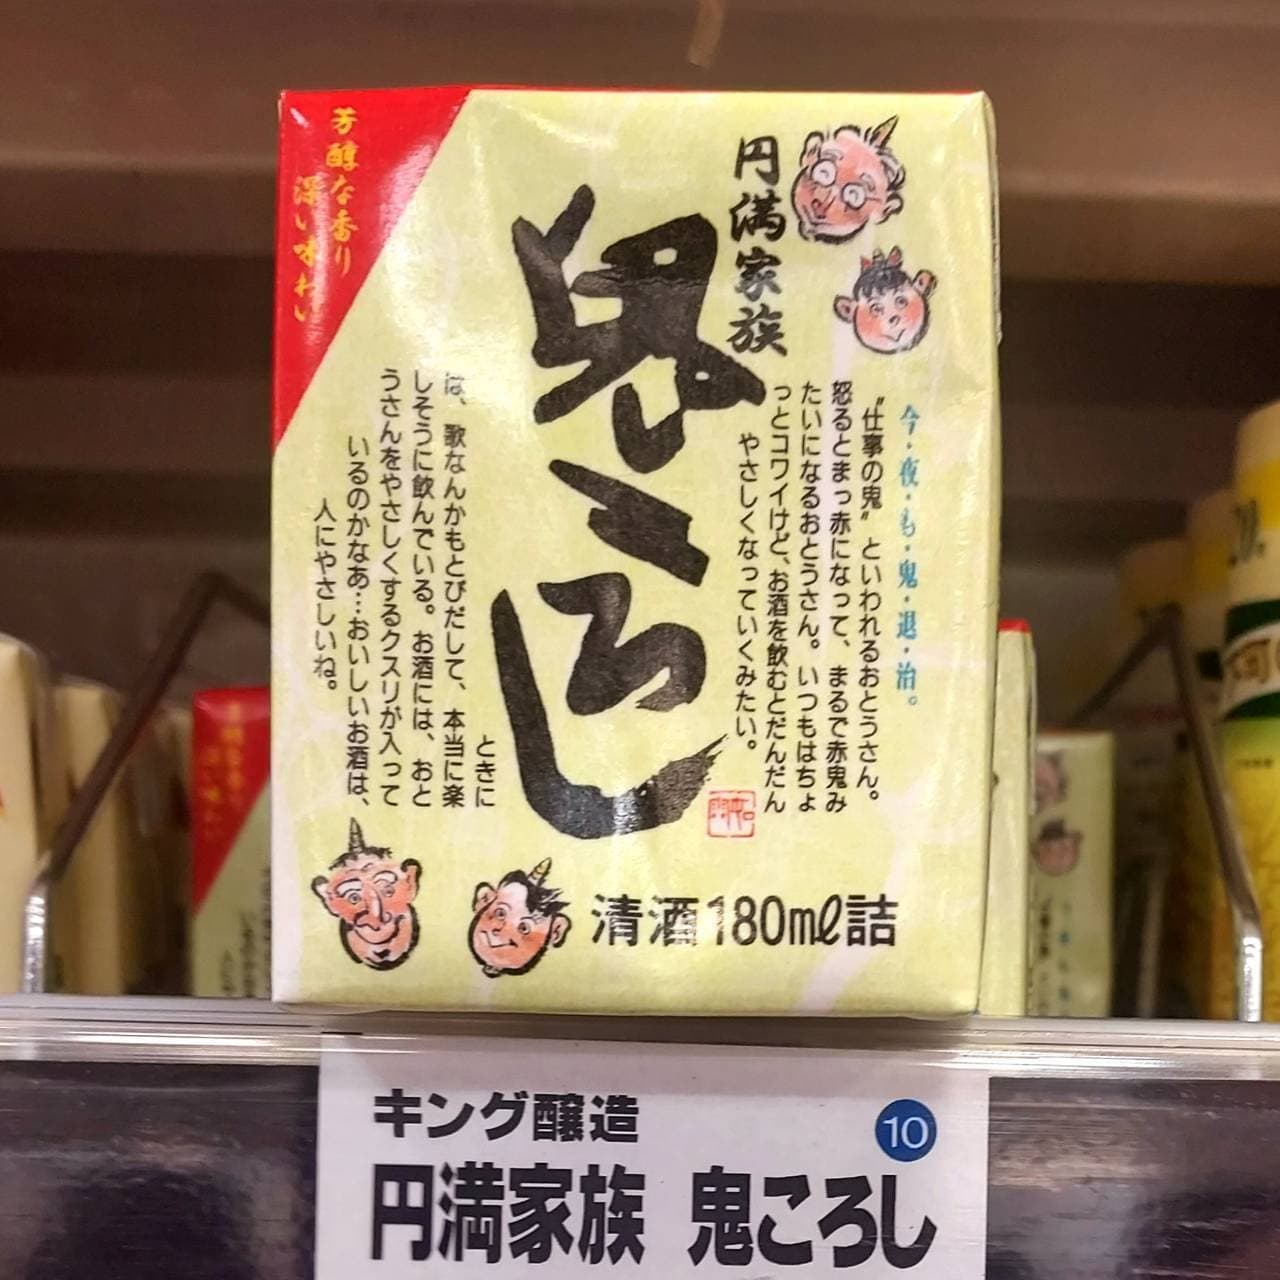 芳醇な香り
深い味わい
円満家族
鬼ころし
今・夜・も・鬼・退・治。
“仕事の鬼”といわれるおとうさん。
怒るとまっ赤になって、まるで赤鬼み
たいになるおとうさん。いつもはちょ
っとコワイけど、お酒を飲むとだんだん
やさしくなっていくみたい。
ときに
は、歌なんかもとびだして、本当に楽
しそうに飲んでいる。お酒には、おと
うさんをやさしくするクスリが入って
いるのかなあ…おいしいお酒は、
人にやさしいね。
清酒180mℓ詰
キング醸造
10
円満家族 鬼ころし